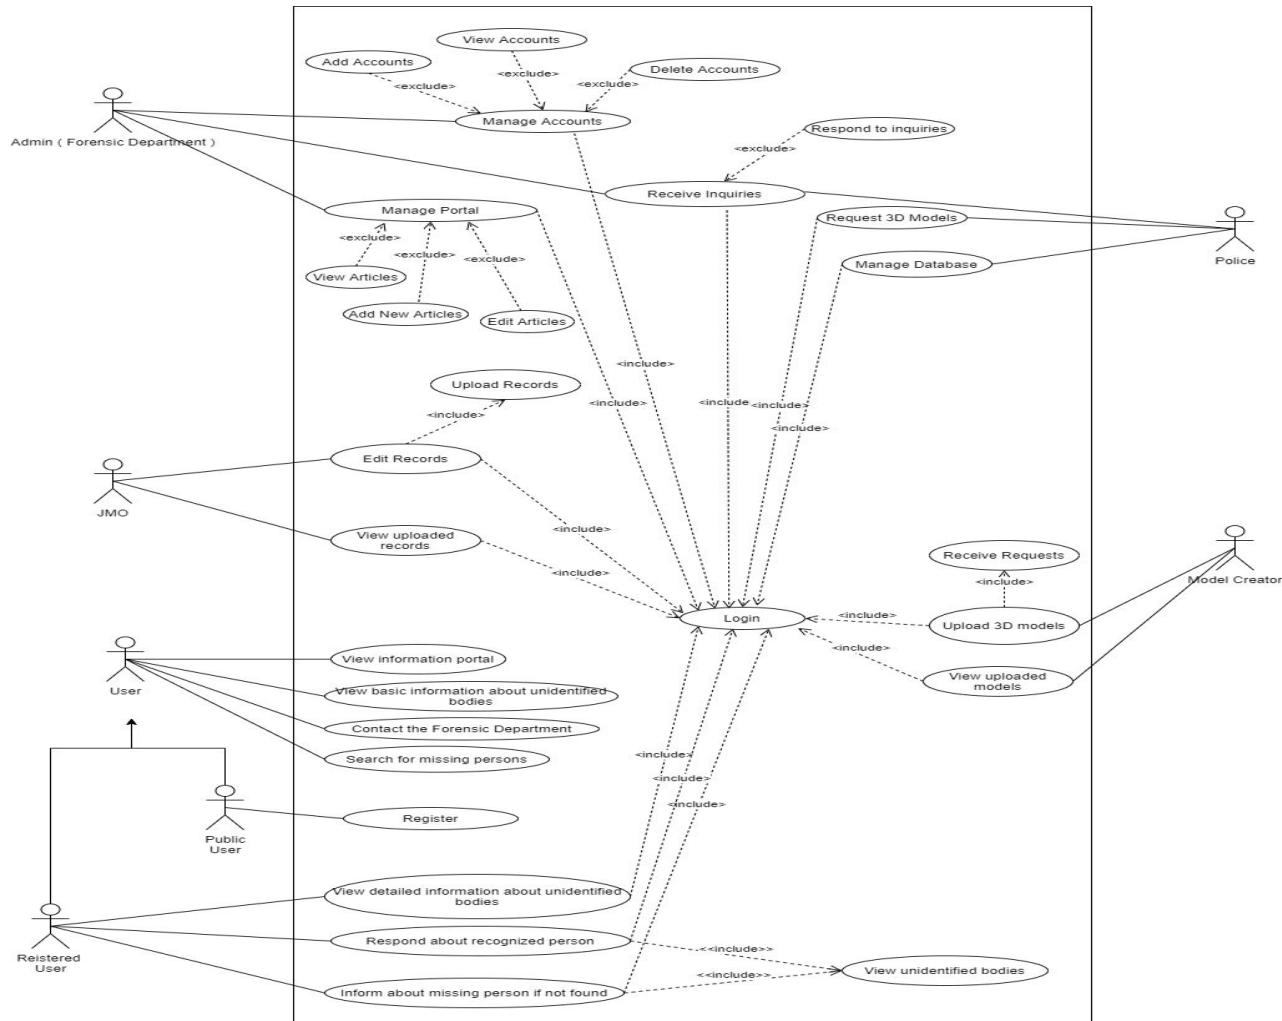 View Accounts
Add Accounts
Delete Accounts
<exclude>
<exclude>
<exclude>
Manage Accounts
Admin ( Forensic Department )
Respond to inquiries
<exclude>
Receive Inquiries
Manage Portal
Request 3D Models
<exclude>
<exclude>
<exclude>
Manage Database
Police
View Articles
Add New Articles
Edit Articles
<include>
Upload Records
<include>
<include
<include>
<include>
<include>
Edit Records
JMO
<include>
View uploaded
records
<include>
Receive Requests
<include>
Model Creator
Login
<include>
Upload 3D models
<include>
View uploaded
models
User
View information portal
View basic information about unidentified
bodies
Contact the Forensic Department
Search for missing persons
<include>
<include>
<include>
Register
Public
User
View detailed information about unidentified
bodies
Respond about recognized person
<<include>>
Reistered
User
View unidentified bodies
<<include>>
Inform about missing person if not found